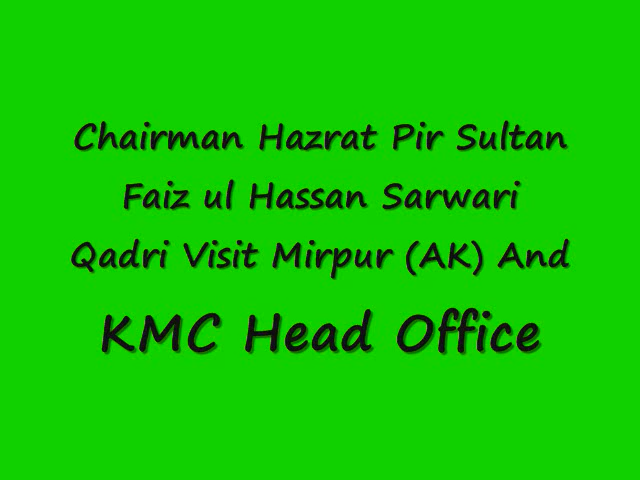 Chairman Hazrat Pir Sultan
Faiz ul Hassan Sarwari
Qadri Visit Mirpur (AK) And
KMC Head Office